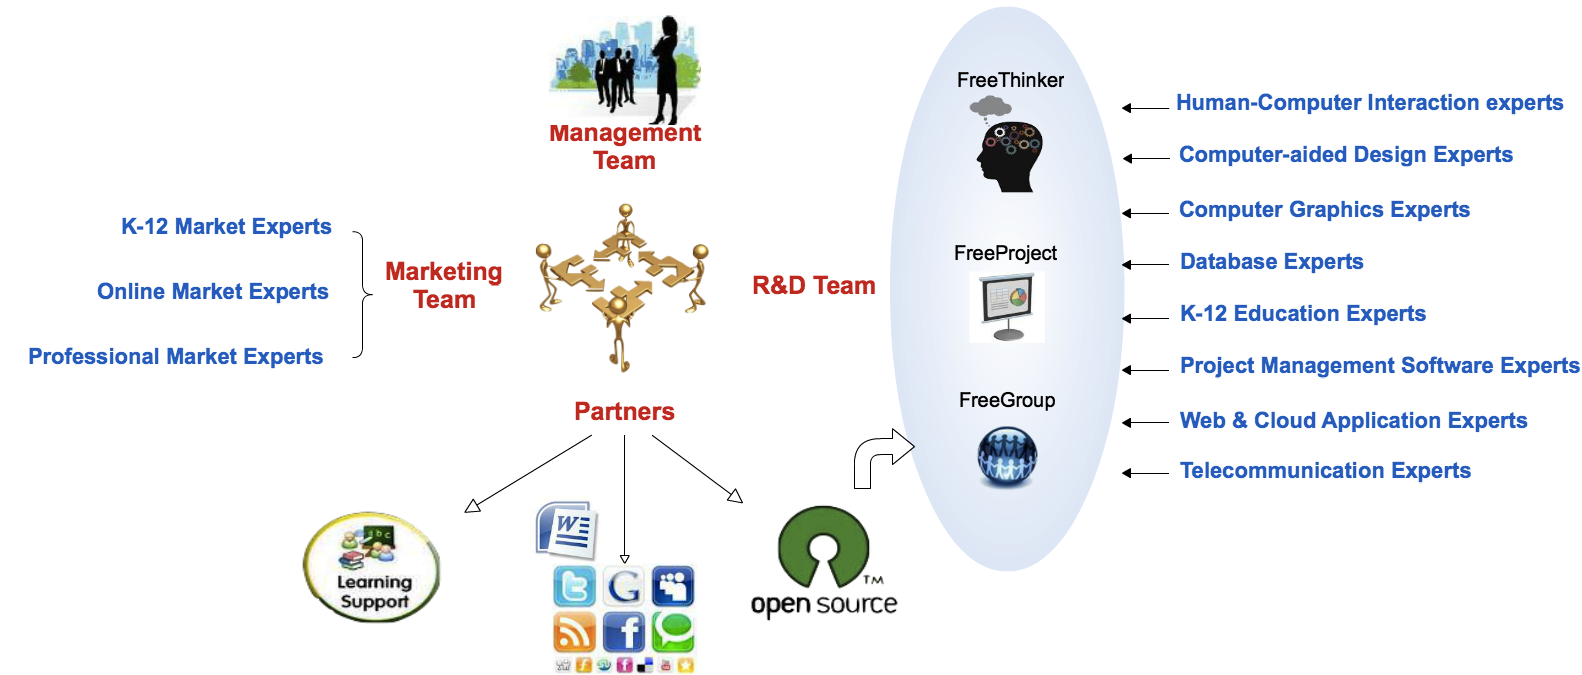 Management
Team
K-12 Market Experts
Online Market Experts
Professional Market Experts
Marketing
Team
R&D Team
Partners
FreeThinker
FreeProject
FreeGroup
Human-Computer Interaction experts
Computer-aided Design Experts
Computer Graphics Experts
Database Experts
K-12 Education Experts
Project Management Software Experts
Web & Cloud Application Experts
Telecommunication Experts
abc
Learning
Support
W
G
f
TM
open source